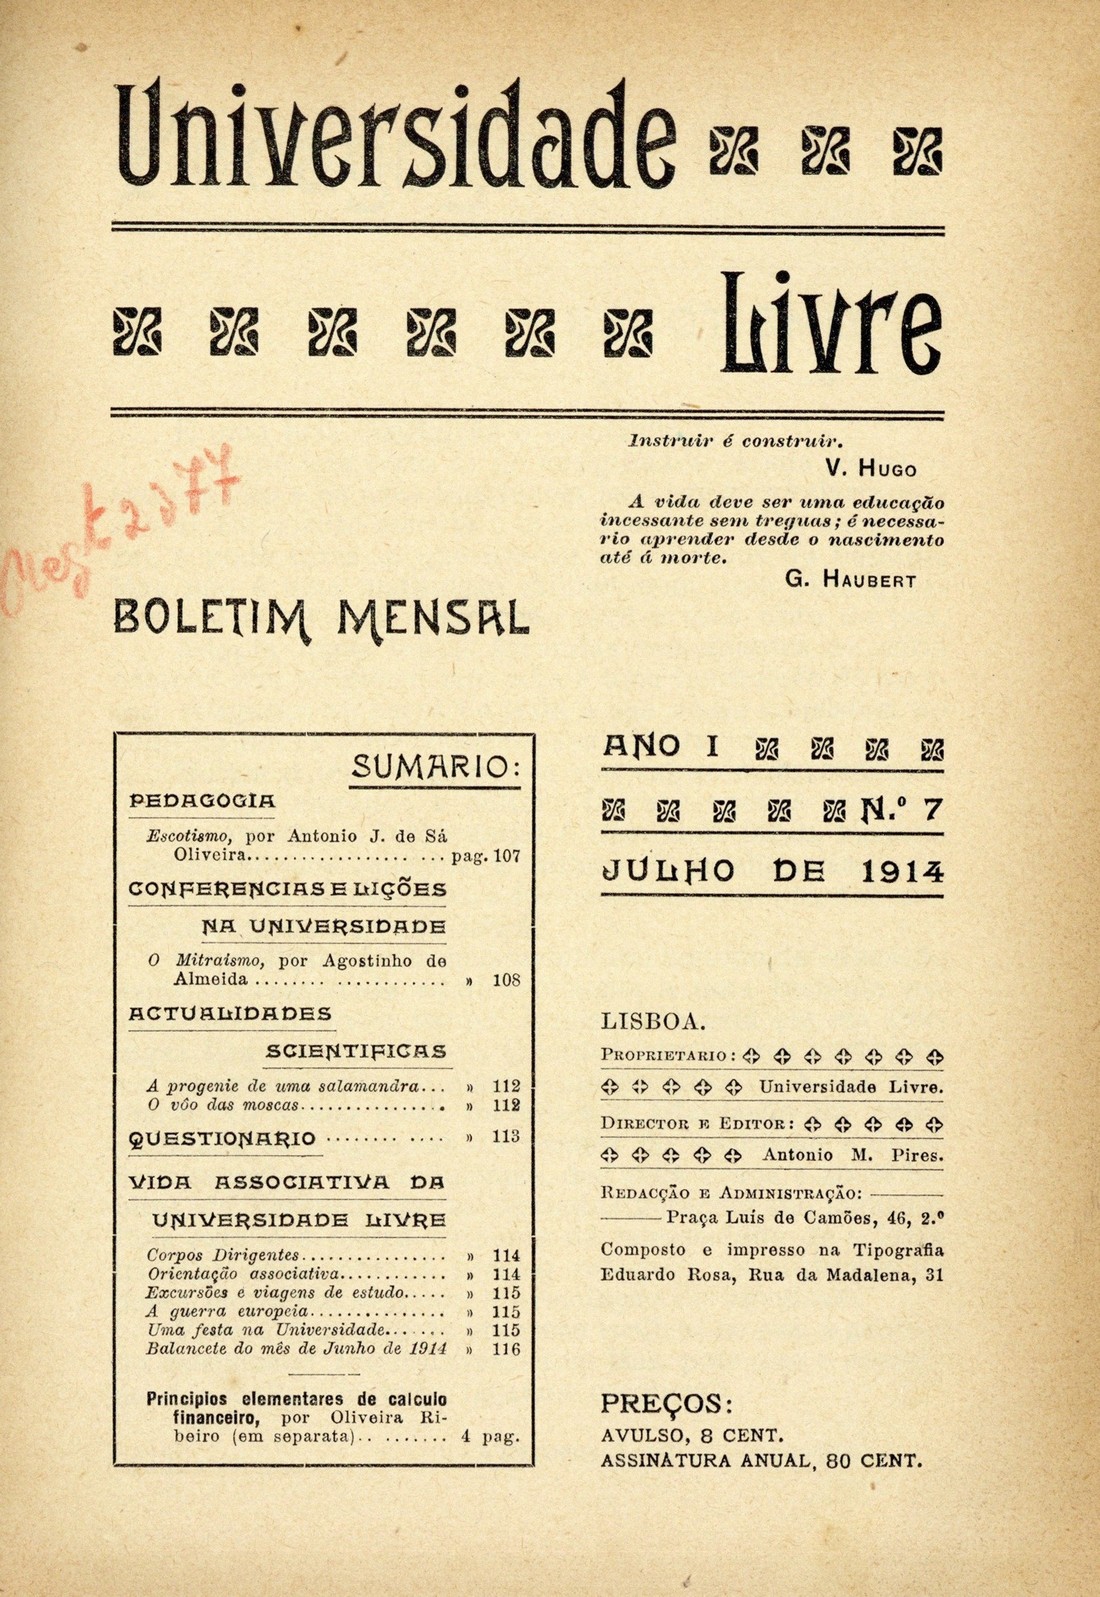 Universidade
Livre
Instruir é construir.
V. HUGO
A vida deve ser uma educação
incessante sem treguas; é necessa-
rio aprender desde o nascimento
até á morte.
G. HAUBERT
2377
BOLETIM MENSAL
SUMARIO:
PEDAGOGIA
Escotismo, por Antonio J. de Sá
Oliveira.................. ... pag. 107
CONFERENCIAS E LIÇÕES
NA UNIVERSIDADE
O Mitraismo, por Agostinho de
Almeida ........ ............ » 108
ACTUALIDADES
SCIENTIFICAS
A progenie de uma salamandra... » 112
O vôo das moscas................ » 112
QUESTIONARIO ........ .... » 113
VIDA ASSOCIATIVA DA
UNIVERSIDADE LIVRE
Corpos Dirigentes................ » 114
Orientação associativa............ » 114
Excursões e viagens de estudo..... » 115
A guerra europeia............... » 115
Uma festa na Universidade....... » 115
Balancete do mês de Junho de 1914 » 116
Principios elementares de calculo
financeiro, por Oliveira Ri-
beiro (em separata).. ........ 4 pag.
ANO I
N.º 7
JULHO DE 1914
LISBOA.
PROPRIETARIO:
Universidade Livre.
DIRECTOR E EDITOR:
Antonio M. Pires.
REDACÇÃO E ADMINISTRAÇÃO:
Praça Luís de Camões, 46, 2.º
Composto e impresso na Tipografia
Eduardo Rosa, Rua da Madalena, 31
PREÇOS:
AVULSO, 8 CENT.
ASSINATURA ANUAL, 80 CENT.